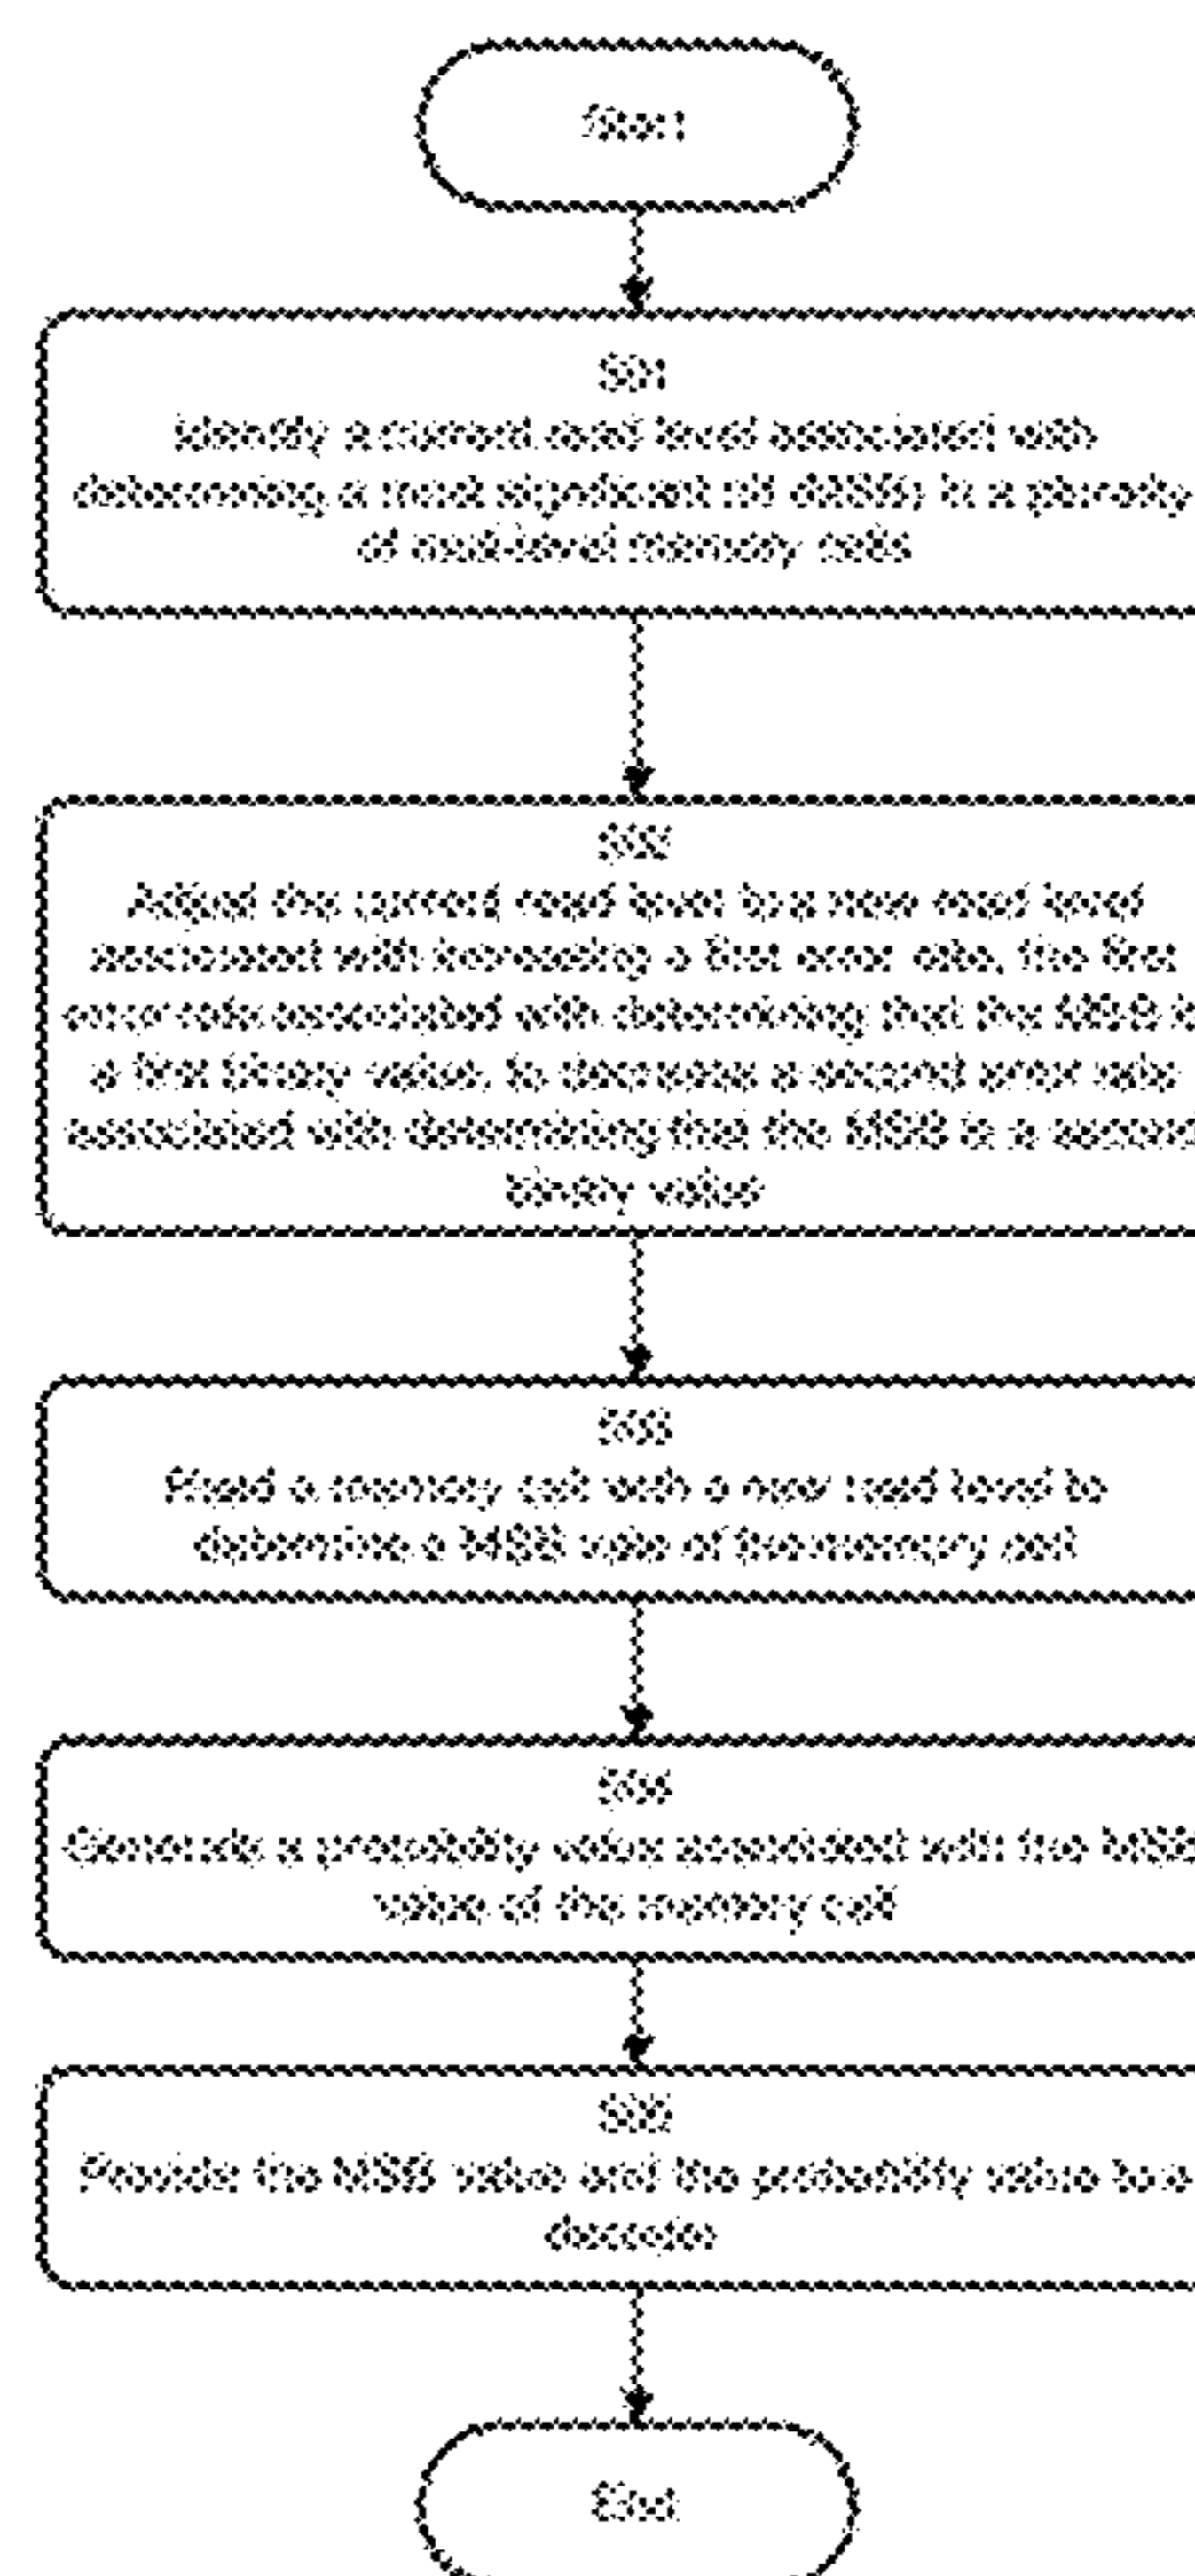 Start
Identify a current read level associated with
determining a most significant bit (MSB) in a plurality
of multi-level memory cells
Adjust the current read level to a new read level
associated with increasing a first error rate, the first
error rate associated with determining that the MSB is
a first binary value, to decrease a second error rate
associated with determining that the MSB is a second
binary value
Read a memory cell with a new read level to
determine a MSB value of the memory cell
Generate a probability value associated with the MSB
value of the memory cell
Provide the MSB value and the probability value to a
decoder
End